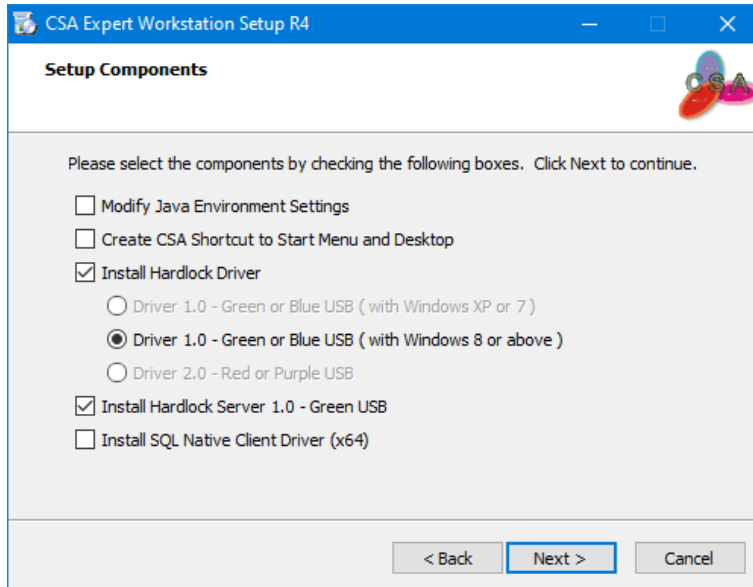 CSA Expert Workstation Setup R4
Setup Components
CSA
Please select the components by checking the following boxes. Click Next to continue.
Modify Java Environment Settings
Create CSA Shortcut to Start Menu and Desktop
Install Hardlock Driver
Driver 1.0 - Green or Blue USB ( with Windows XP or 7 )
Driver 1.0 - Green or Blue USB ( with Windows 8 or above )
Driver 2.0 - Red or Purple USB
Install Hardlock Server 1.0 - Green USB
Install SQL Native Client Driver (x64)
< Back Next > Cancel